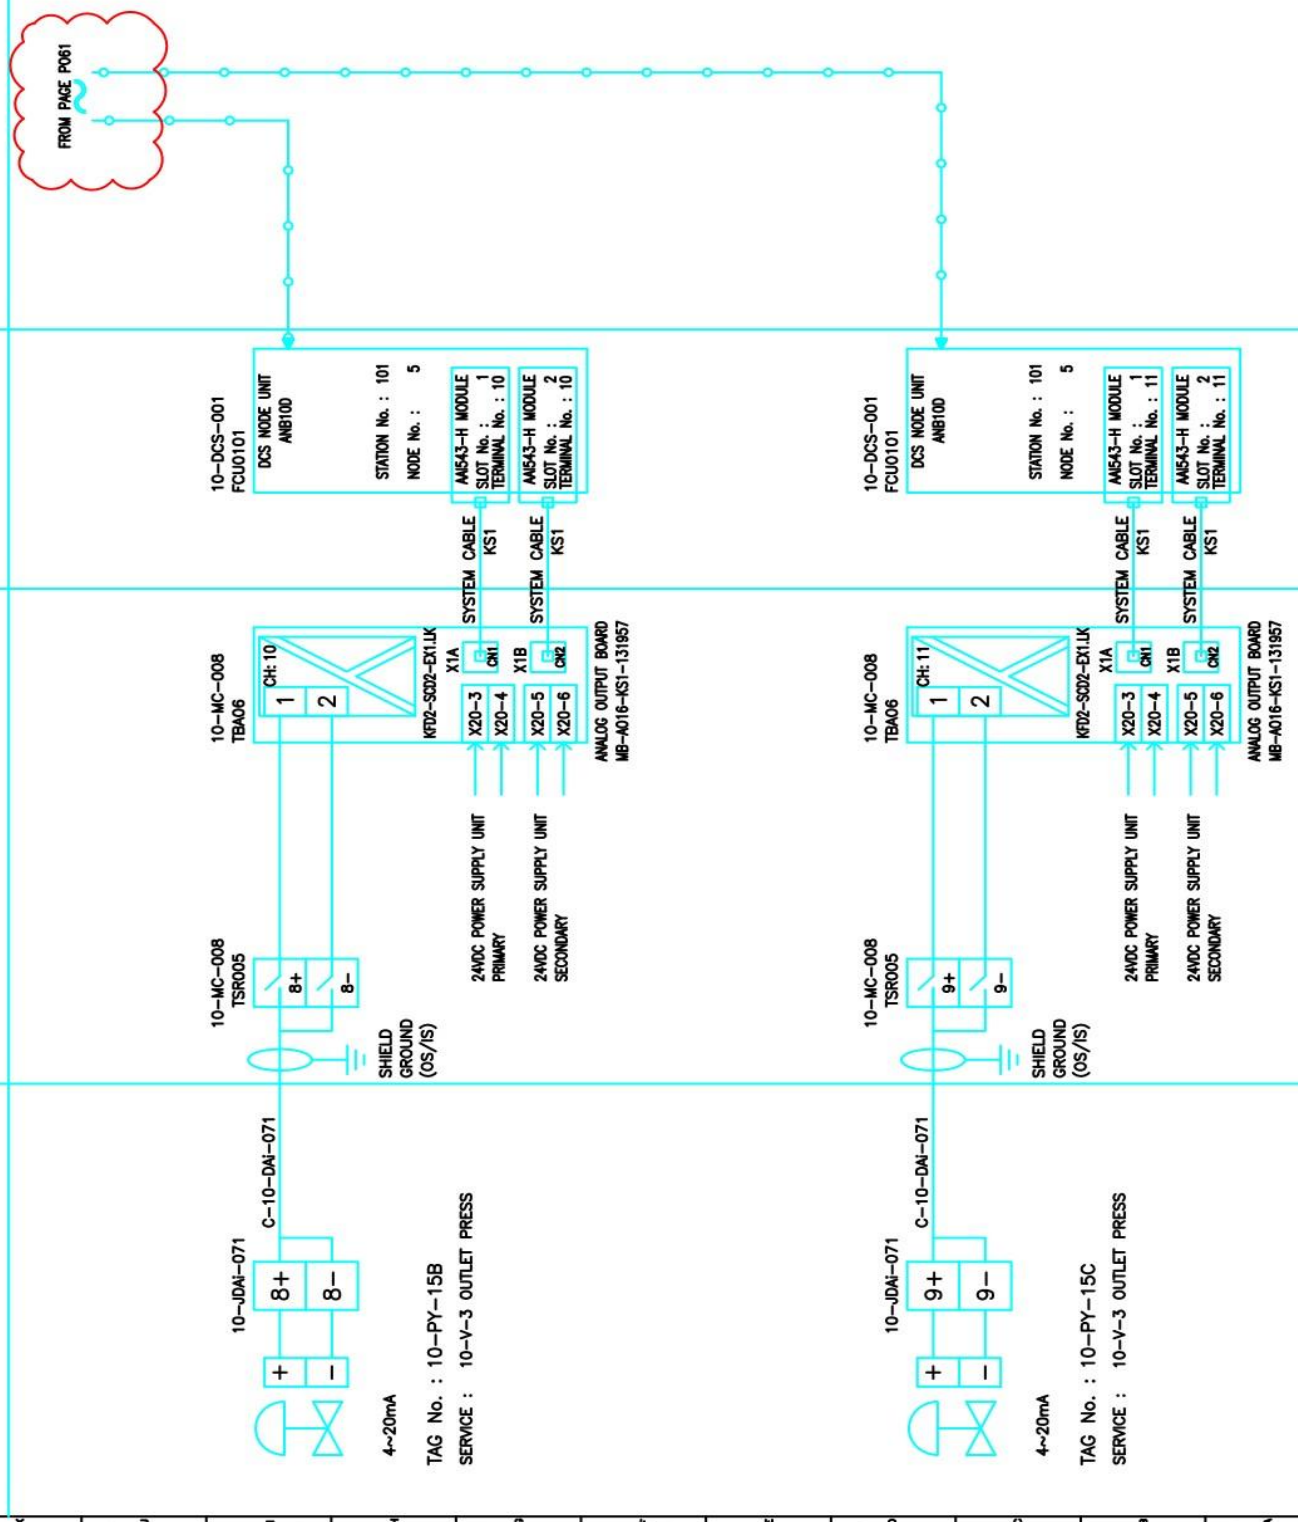 FROM PAGE P061
10-DCS-001
FCU0101
DCS NODE UNIT
ANB10D
STATION No. : 101
NODE No. : 5
AAI543-H MODULE
SLOT No. : 1
TERMINAL No. : 10
AAI543-H MODULE
SLOT No. : 2
TERMINAL No. : 10
SYSTEM CABLE
KS1
SYSTEM CABLE
KS1
10-MC-008
TBA06
CH: 10
1
2
KFD2-SCD2-EX1.LK
X1A
CN1
X20-3
X20-4
X1B
CN2
X20-5
X20-6
ANALOG OUTPUT BOARD
MB-AO16-KS1-131957
24VDC POWER SUPPLY UNIT
PRIMARY
24VDC POWER SUPPLY UNIT
SECONDARY
10-MC-008
TSR005
8+
8-
SHIELD
GROUND
(OS/IS)
C-10-DAi-071
10-JDAi-071
8+
8-
+
-
4~20mA
TAG No. : 10-PY-15B
SERVICE : 10-V-3 OUTLET PRESS
10-DCS-001
FCU0101
DCS NODE UNIT
ANB10D
STATION No. : 101
NODE No. : 5
AAI543-H MODULE
SLOT No. : 1
TERMINAL No. : 11
AAI543-H MODULE
SLOT No. : 2
TERMINAL No. : 11
SYSTEM CABLE
KS1
SYSTEM CABLE
KS1
10-MC-008
TBA06
CH: 11
1
2
KFD2-SCD2-EX1.LK
X1A
CN1
X20-3
X20-4
X1B
CN2
X20-5
X20-6
ANALOG OUTPUT BOARD
MB-AO16-KS1-131957
24VDC POWER SUPPLY UNIT
PRIMARY
24VDC POWER SUPPLY UNIT
SECONDARY
10-MC-008
TSR005
9+
9-
SHIELD
GROUND
(OS/IS)
C-10-DAi-071
10-JDAi-071
9+
9-
+
-
4~20mA
TAG No. : 10-PY-15C
SERVICE : 10-V-3 OUTLET PRESS